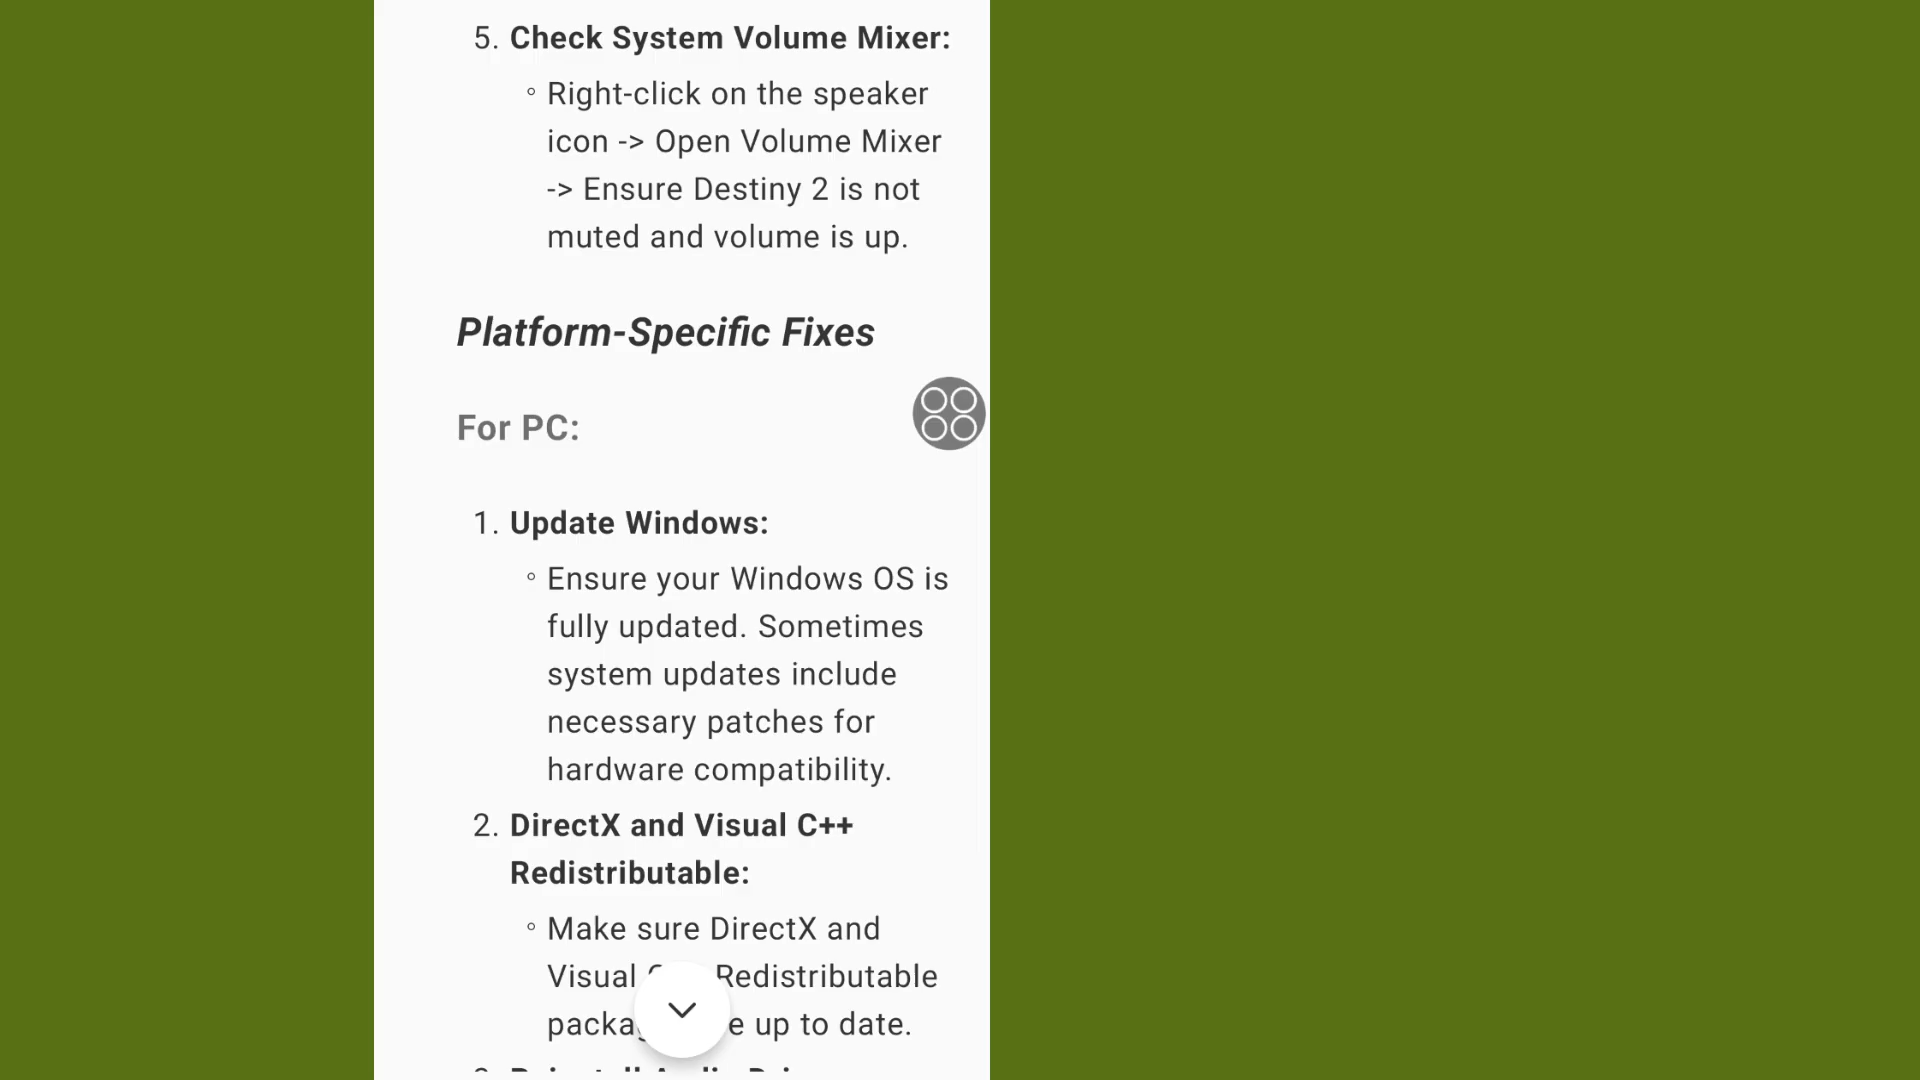 5. Check System Volume Mixer:
◦ Right-click on the speaker
icon -> Open Volume Mixer
-> Ensure Destiny 2 is not
muted and volume is up.
Platform-Specific Fixes
For PC:
1. Update Windows:
◦ Ensure your Windows OS is
fully updated. Sometimes
system updates include
necessary patches for
hardware compatibility.
2. DirectX and Visual C++
Redistributable:
◦ Make sure DirectX and
Visual Redistributable
up to date.